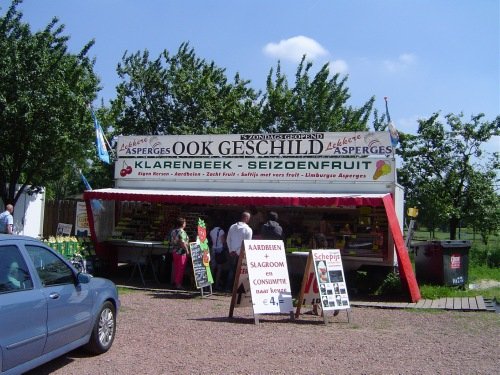 'S ZONDAGS GEOPEND
Lekkere ASPERGES OOK GESCHILD Lekkere ASPERGES
KLARENBEEK - SEIZOENFRUIT
Eigen Kersen - Aardbeien - Zacht Fruit - Softijs met vers fruit - Limburgse Asperges
AARDBEIEN
+
SLAGROOM
EN
CONSUMPTIE
naar keuze
€ 4,=
Schepijs